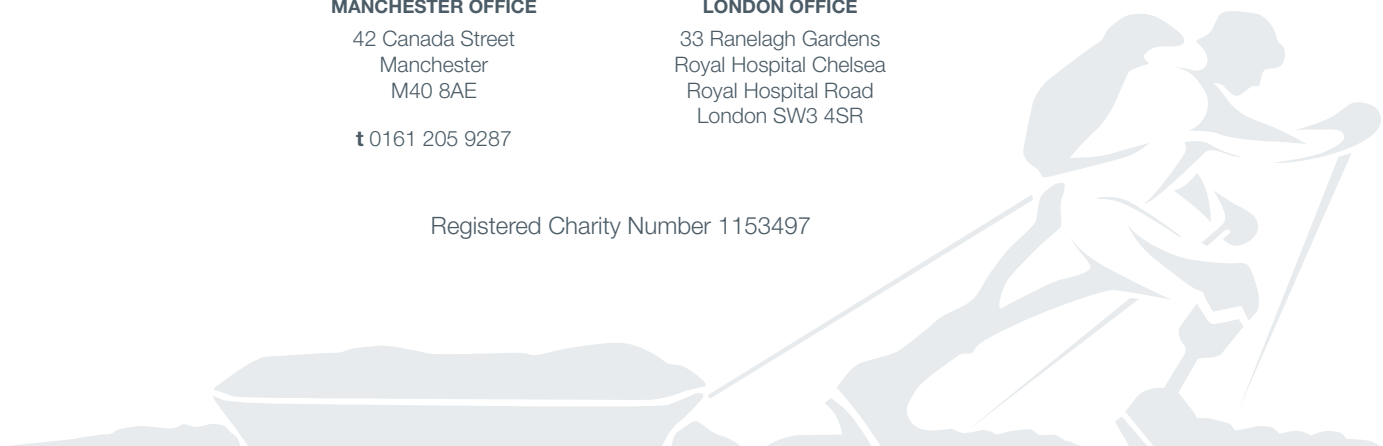 MANCHESTER OFFICE
42 Canada Street
Manchester
M40 8AE
t 0161 205 9287
LONDON OFFICE
33 Ranelagh Gardens
Royal Hospital Chelsea
Royal Hospital Road
London SW3 4SR
Registered Charity Number 1153497